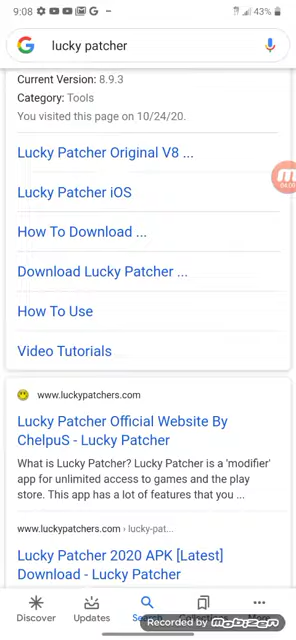 9:08
43%
lucky patcher
Current Version: 8.9.3
Category: Tools
You visited this page on 10/24/20.
Lucky Patcher Original V8 ...
Lucky Patcher iOS
04:00
How To Download ...
Download Lucky Patcher ...
How To Use
Video Tutorials
www.luckypatchers.com
Lucky Patcher Official Website By
ChelpuS - Lucky Patcher
What is Lucky Patcher? Lucky Patcher is a 'modifier'
app for unlimited access to games and the play
store. This app has a lot of features that you ...
www.luckypatchers.com › lucky-pat...
Lucky Patcher 2020 APK [Latest]
Download - Lucky Patcher
Discover Updates
Recorded by Mobizen